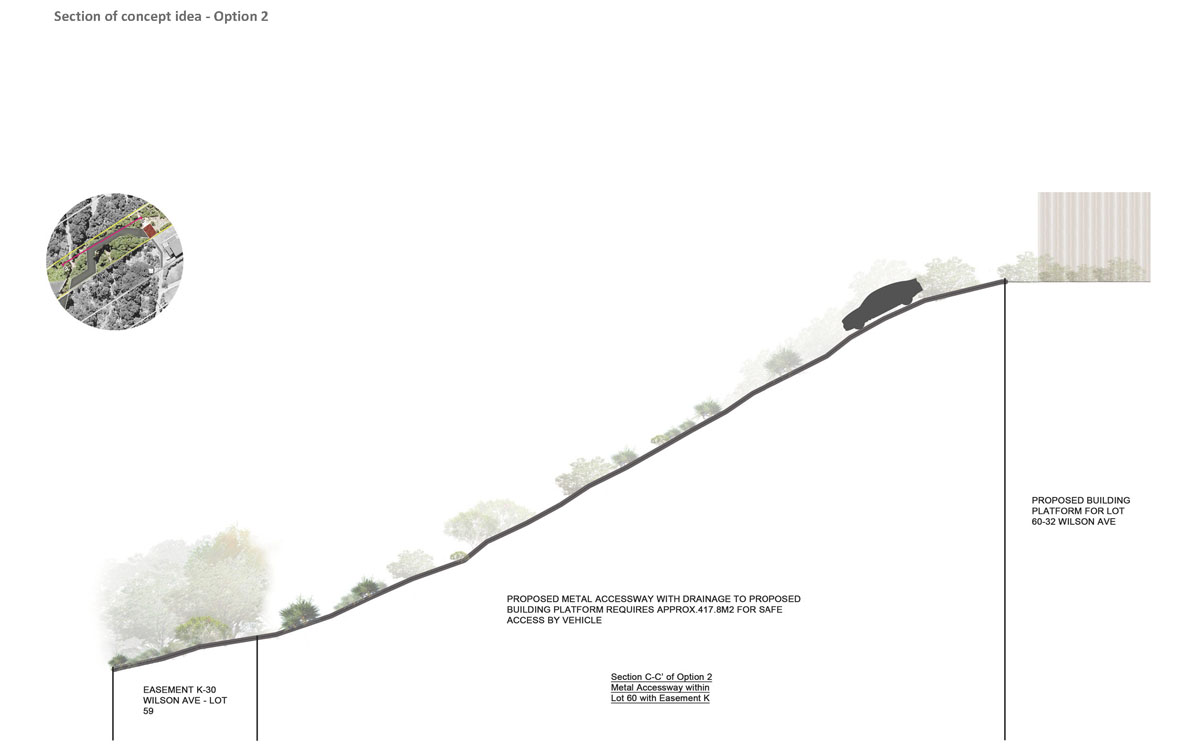 Section of concept idea - Option 2
PROPOSED BUILDING
PLATFORM FOR LOT
60-32 WILSON AVE
PROPOSED METAL ACCESSWAY WITH DRAINAGE TO PROPOSED
BUILDING PLATFORM REQUIRES APPROX.417.8M2 FOR SAFE
ACCESS BY VEHICLE
Section C-C' of Option 2
Metal Accessway within
Lot 60 with Easement K
EASEMENT K-30
WILSON AVE - LOT
59